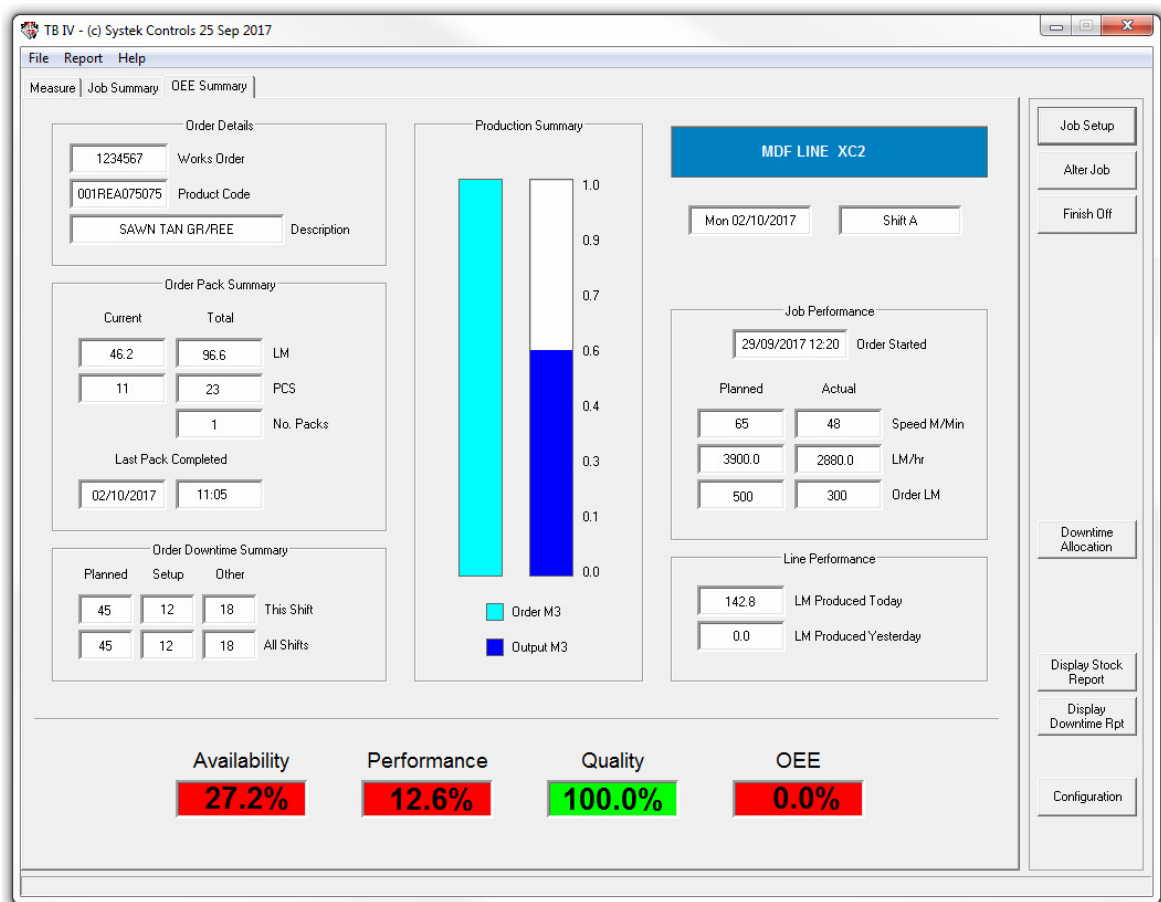 TB IV - (c) Systek Controls 25 Sep 2017
File Report Help
Measure Job Summary OEE Summary
Order Details
1234567 Works Order
001REA075075 Product Code
SAWN TAN GR/REE Description
Order Pack Summary
Current Total
46.2 96.6 LM
11 23 PCS
1 No. Packs
Last Pack Completed
02/10/2017 11:05
Order Downtime Summary
Planned Setup Other
45 12 18 This Shift
45 12 18 All Shifts
Production Summary
1.0
0.9
0.7
0.6
0.4
0.3
0.1
0.0
Order M3
Output M3
MDF LINE XC2
Mon 02/10/2017 Shift A
Job Performance
29/09/2017 12:20 Order Started
Planned Actual
65 48 Speed M/Min
3900.0 2880.0 LM/hr
500 300 Order LM
Line Performance
142.8 LM Produced Today
0.0 LM Produced Yesterday
Availability Performance Quality OEE
27.2% 12.6% 100.0% 0.0%
Job Setup
Alter Job
Finish Off
Downtime
Allocation
Display Stock
Report
Display
Downtime Rpt
Configuration